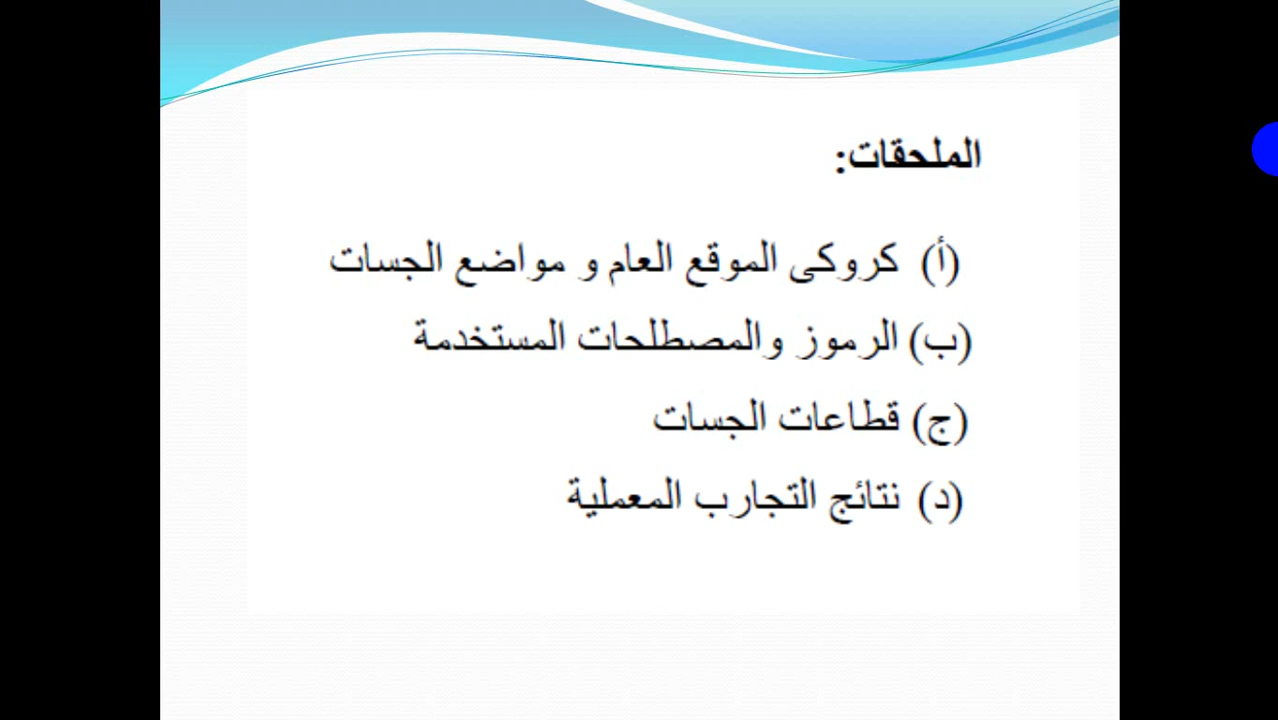 الملحقات:
(أ) كروكى الموقع العام و مواضع الجسات
(ب) الرموز والمصطلحات المستخدمة
(ج) قطاعات الجسات
(د) نتائج التجارب المعملية